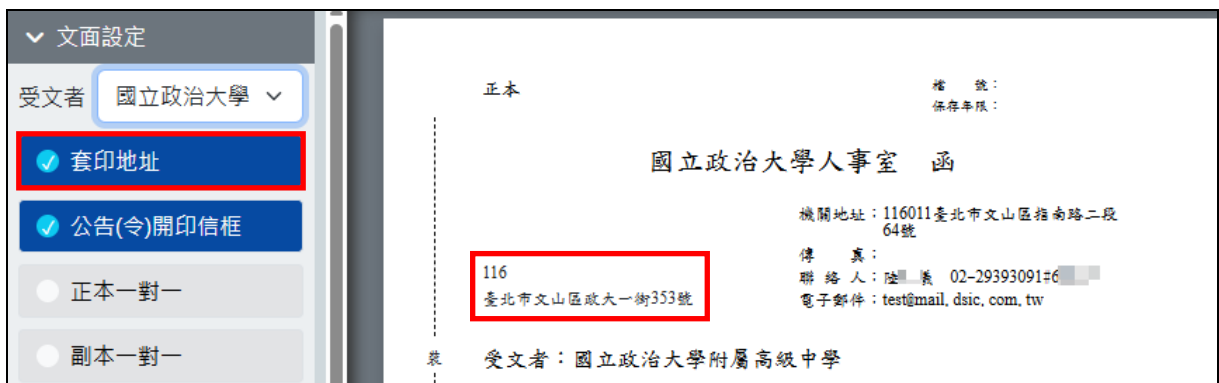 文面設定
受文者 國立政治大學
套印地址
公告(令)開印信框
正本一對一
副本一對一
正本
檔 號：
保存年限：
國立政治大學人事室 函
機關地址：116011臺北市文山區指南路二段
64號
傳 真：
聯 絡 人：陸 義 02-29393091#6
電子郵件：test@mail.dsic.com.tw
116
臺北市文山區政大一街353號
裝
受文者：國立政治大學附屬高級中學